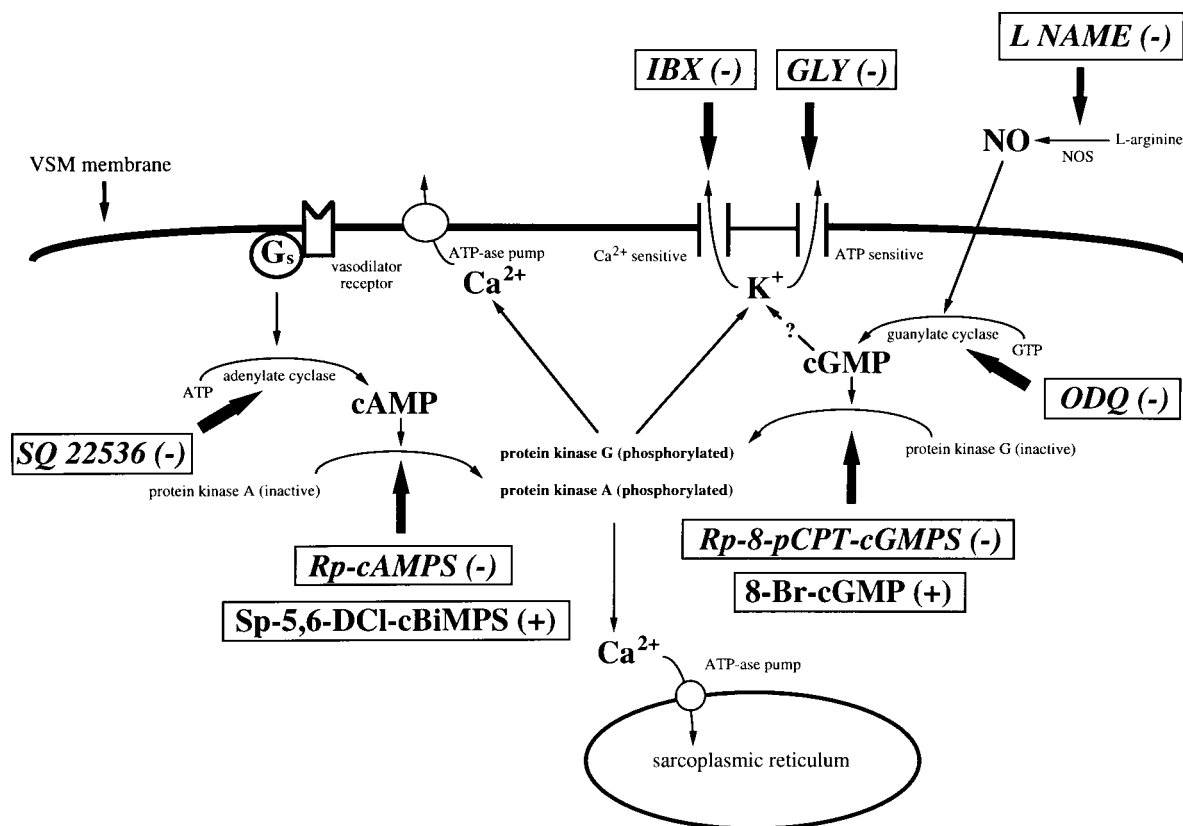 L NAME (-)
IBX (-)
GLY (-)
NO
L-arginine
NOS
VSM membrane
Gs
vasodilator
receptor
ATP-ase pump
Ca2+
Ca2+ sensitive
ATP sensitive
K+
?
guanylate cyclase
GTP
cGMP
ODQ (-)
ATP
adenylate cyclase
cAMP
SQ 22536 (-)
protein kinase A (inactive)
protein kinase G (phosphorylated)
protein kinase A (phosphorylated)
protein kinase G (inactive)
Rp-cAMPS (-)
Sp-5,6-DCl-cBiMPS (+)
Rp-8-pCPT-cGMPS (-)
8-Br-cGMP (+)
Ca2+
ATP-ase pump
sarcoplasmic reticulum